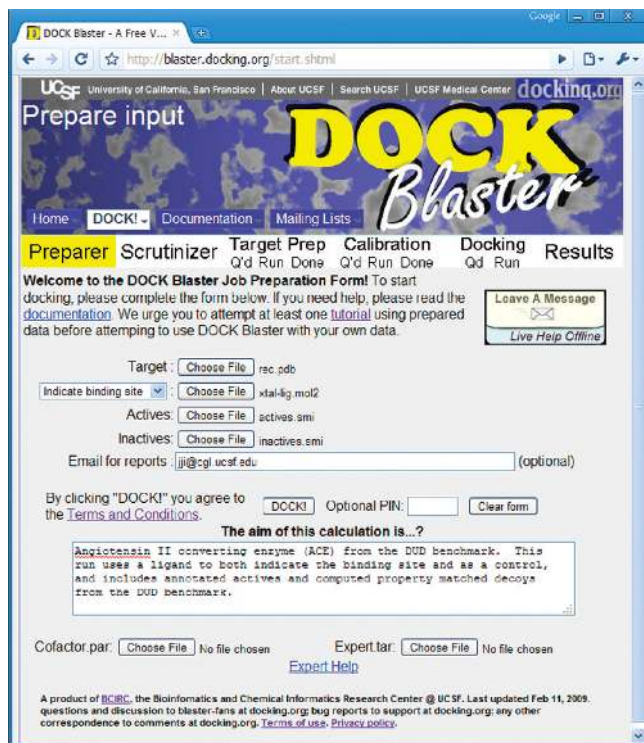 Google
DOCK Blaster - A Free V...
http://blaster.docking.org/start.shtml
UCSF University of California, San Francisco | About UCSF | Search UCSF | UCSF Medical Center docking.org
Prepare input
DOCK
Blaster
Home DOCK! Documentation Mailing Lists
Preparer Scrutinizer Target Prep Calibration Docking Results
Q'd Run Done Q'd Run Done Qd Run
Welcome to the DOCK Blaster Job Preparation Form! To start
docking, please complete the form below. If you need help, please read the
documentation. We urge you to attempt at least one tutorial using prepared
data before attemping to use DOCK Blaster with your own data.
Leave A Message
Live Help Offline
Target : Choose File rec.pdb
Indicate binding site : Choose File xtal-lig.mol2
Actives: Choose File actives.smi
Inactives: Choose File inactives.smi
Email for reports : jji@cgl.ucsf.edu (optional)
By clicking "DOCK!" you agree to
the Terms and Conditions.
DOCK! Optional PIN: Clear form
The aim of this calculation is...?
Angiotensin II converting enzyme (ACE) from the DUD benchmark. This
run uses a ligand to both indicate the binding site and as a control,
and includes annotated actives and computed property matched decoys
from the DUD benchmark.
Cofactor.par: Choose File No file chosen Expert.tar: Choose File No file chosen
Expert Help
A product of BCIRC, the Bioinfomatics and Chemical Informatics Research Center @ UCSF. Last updated Feb 11, 2009.
questions and discussion to blaster-fans at docking.org; bug reports to support at docking.org; any other
correspondence to comments at docking.org. Terms of use. Privacy policy.